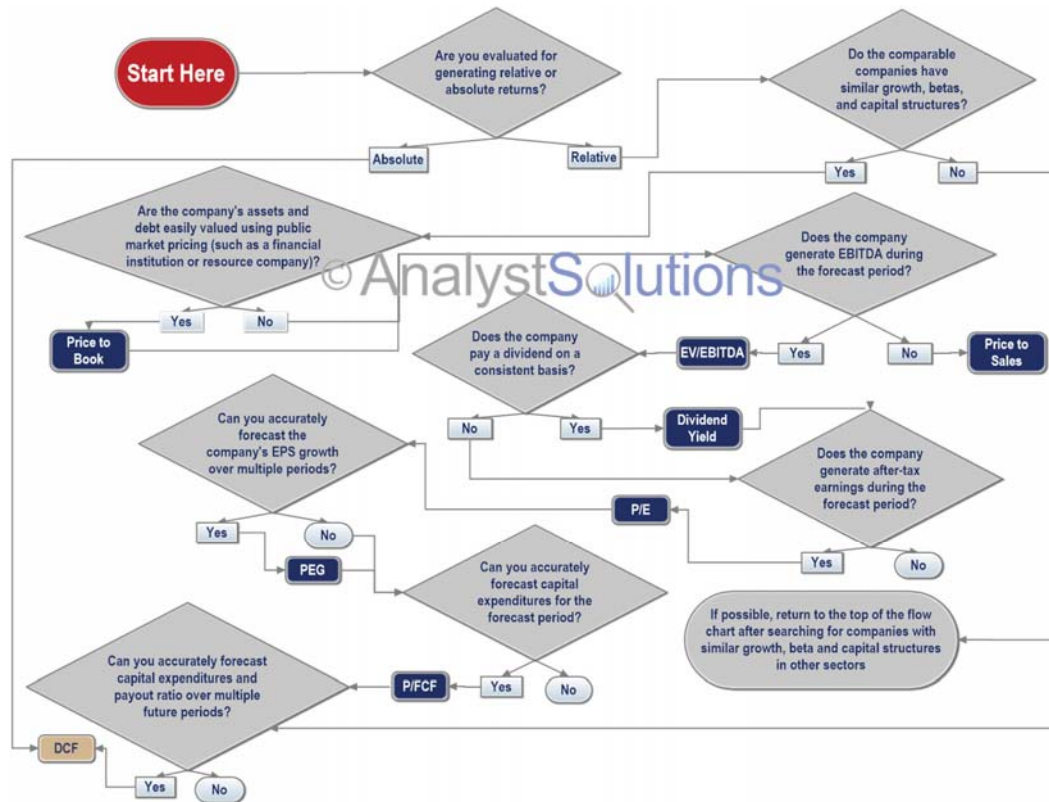 Start Here
Are you evaluated for
generating relative or
absolute returns?
Absolute
Relative
Do the comparable
companies have
similar growth, betas,
and capital structures?
Yes
No
Are the company's assets and
debt easily valued using public
market pricing (such as a financial
institution or resource company)?
Yes
No
Price to
Book
© AnalystSolutions
Does the company
generate EBITDA during
the forecast period?
Yes
No
EV/EBITDA
Price to
Sales
Does the company
pay a dividend on a
consistent basis?
No
Yes
Dividend
Yield
Does the company
generate after-tax
earnings during the
forecast period?
Yes
No
P/E
Can you accurately
forecast the
company's EPS growth
over multiple periods?
Yes
No
PEG
Can you accurately
forecast capital
expenditures for the
forecast period?
Yes
No
P/FCF
If possible, return to the top of the flow
chart after searching for companies with
similar growth, beta and capital structures
in other sectors
Can you accurately forecast
capital expenditures and
payout ratio over multiple
future periods?
DCF
Yes
No